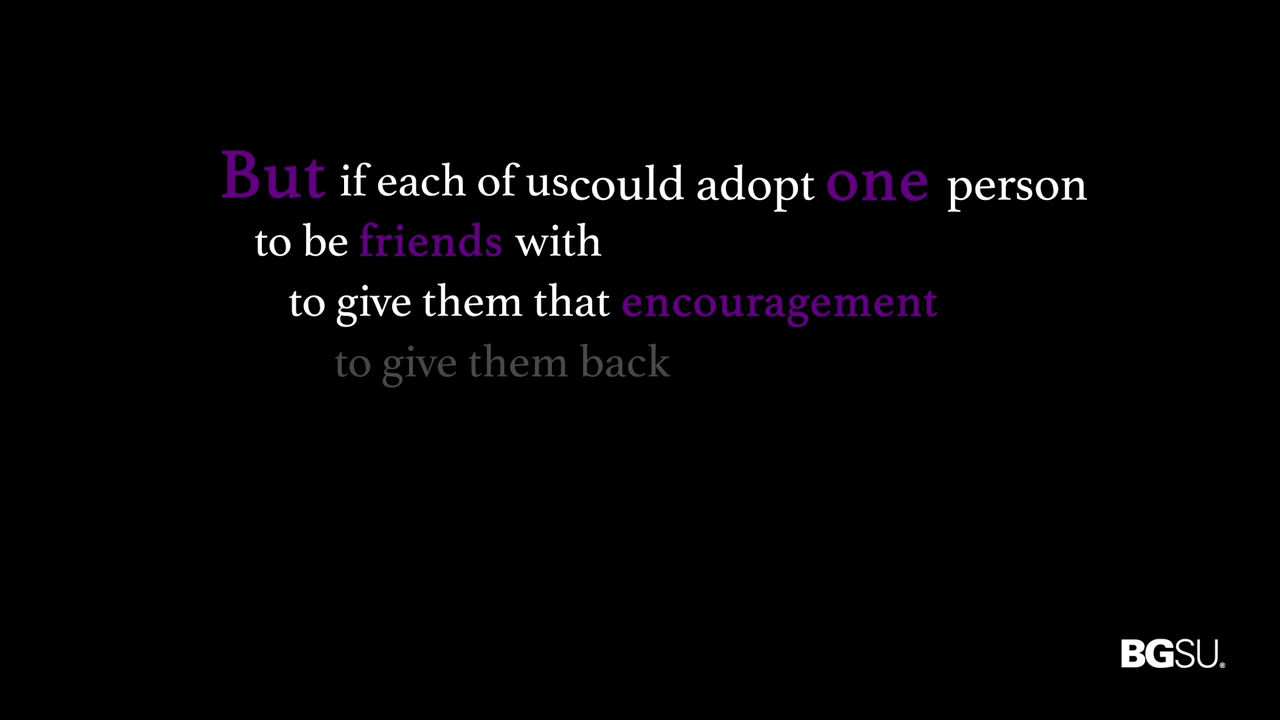 But if each of uscould adopt one person
to be friends with
to give them that encouragement
to give them back
BGSU®